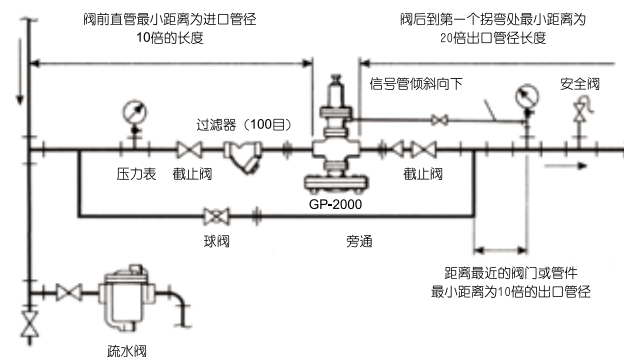 阀前直管最小距离为进口管径
10倍的长度
阀后到第一个拐弯处最小距离为
20倍出口管径长度
信号管倾斜向下
安全阀
过滤器（100目）
压力表
截止阀
截止阀
GP-2000
球阀
旁通
距离最近的阀门或管件
最小距离为10倍的出口管径
疏水阀